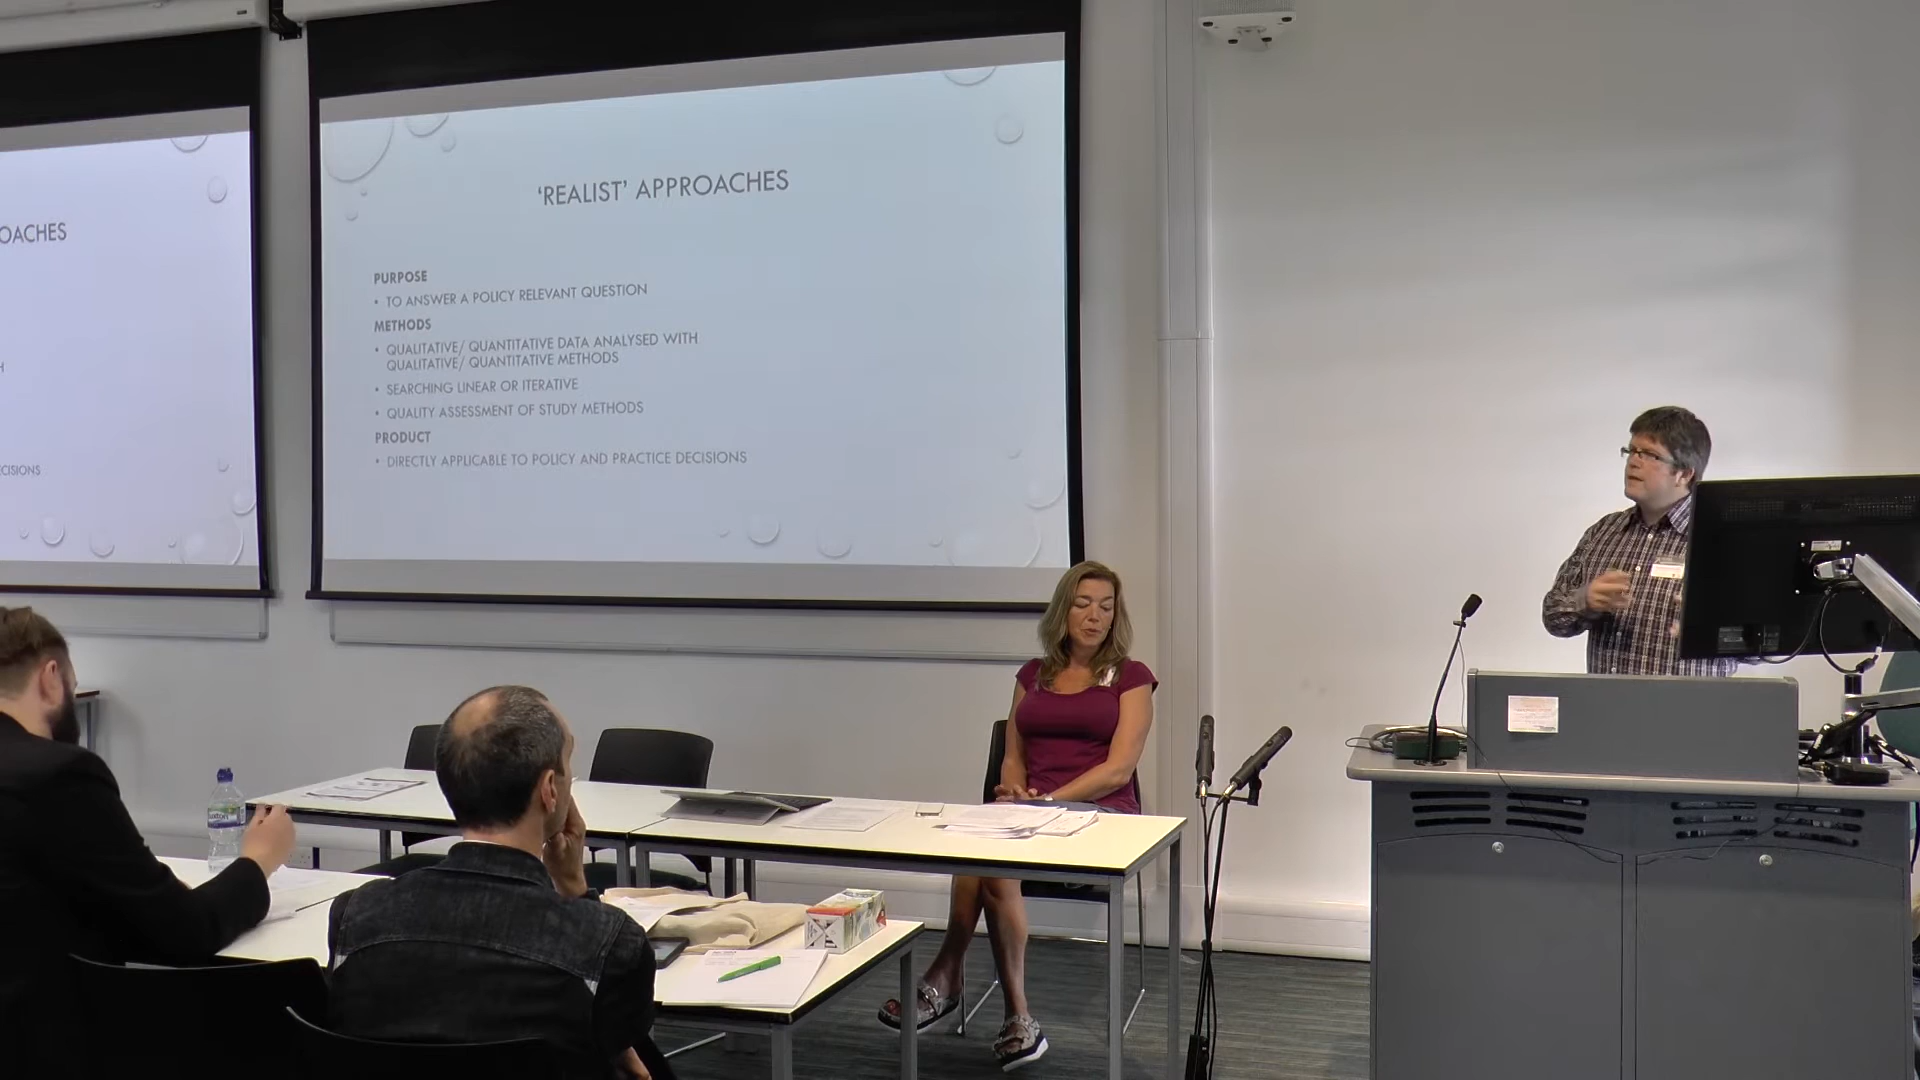 OACHES
H
ECISIONS
‘REALIST’ APPROACHES
PURPOSE
• TO ANSWER A POLICY RELEVANT QUESTION
METHODS
• QUALITATIVE/ QUANTITATIVE DATA ANALYSED WITH
QUALITATIVE/ QUANTITATIVE METHODS
• SEARCHING LINEAR OR ITERATIVE
• QUALITY ASSESSMENT OF STUDY METHODS
PRODUCT
• DIRECTLY APPLICABLE TO POLICY AND PRACTICE DECISIONS